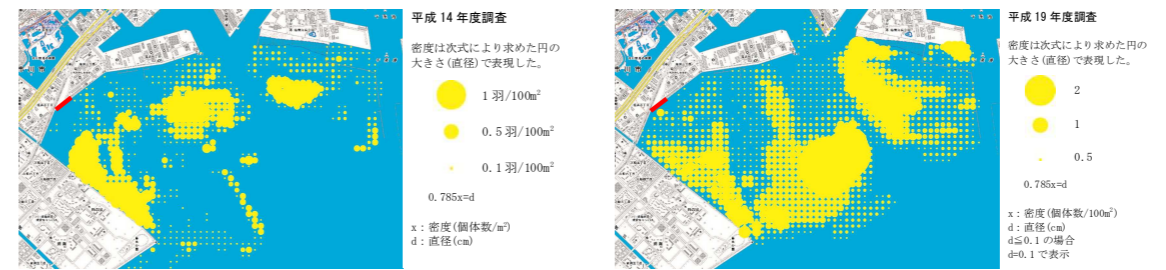 平成 14 年度調査
密度は次式により求めた円の
大きさ(直径)で表現した。
1 羽/100m²
0.5 羽/100m²
0.1 羽/100m²
0.785x=d
x：密度(個体数/m²)
d：直径(cm)
平成 19 年度調査
密度は次式により求めた円の
大きさ(直径)で表現した。
2
1
0.5
0.785x=d
x：密度(個体数/100m²)
d：直径(cm)
d≦0.1 の場合
d=0.1 で表示